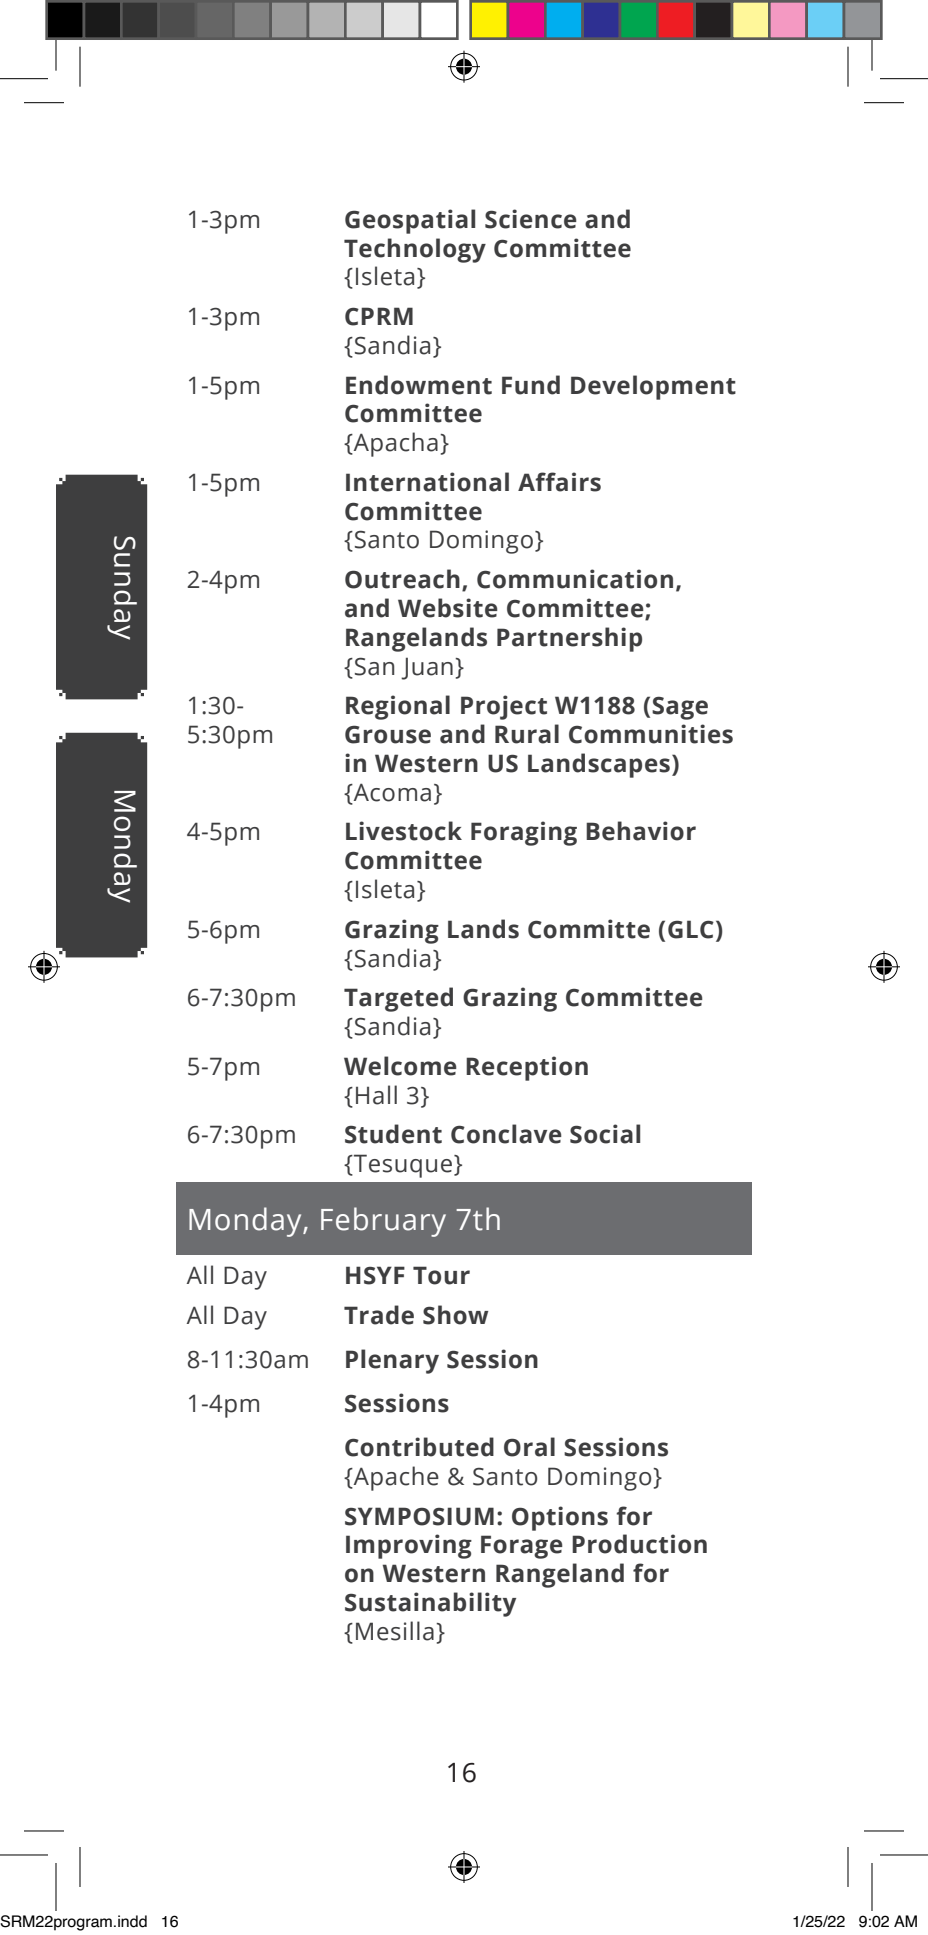 1-3pm Geospatial Science and
Technology Committee
{Isleta}
1-3pm CPRM
{Sandia}
1-5pm Endowment Fund Development
Committee
{Apacha}
1-5pm International Affairs
Committee
{Santo Domingo}
2-4pm Outreach, Communication,
and Website Committee;
Rangelands Partnership
{San Juan}
1:30- Regional Project W1188 (Sage
5:30pm Grouse and Rural Communities
in Western US Landscapes)
{Acoma}
4-5pm Livestock Foraging Behavior
Committee
{Isleta}
5-6pm Grazing Lands Committe (GLC)
{Sandia}
6-7:30pm Targeted Grazing Committee
{Sandia}
5-7pm Welcome Reception
{Hall 3}
6-7:30pm Student Conclave Social
{Tesuque}
Sunday
Monday
Monday, February 7th
All Day HSYF Tour
All Day Trade Show
8-11:30am Plenary Session
1-4pm Sessions
Contributed Oral Sessions
{Apache & Santo Domingo}
SYMPOSIUM: Options for
Improving Forage Production
on Western Rangeland for
Sustainability
{Mesilla}
16
SRM22program.indd 16 1/25/22 9:02 AM